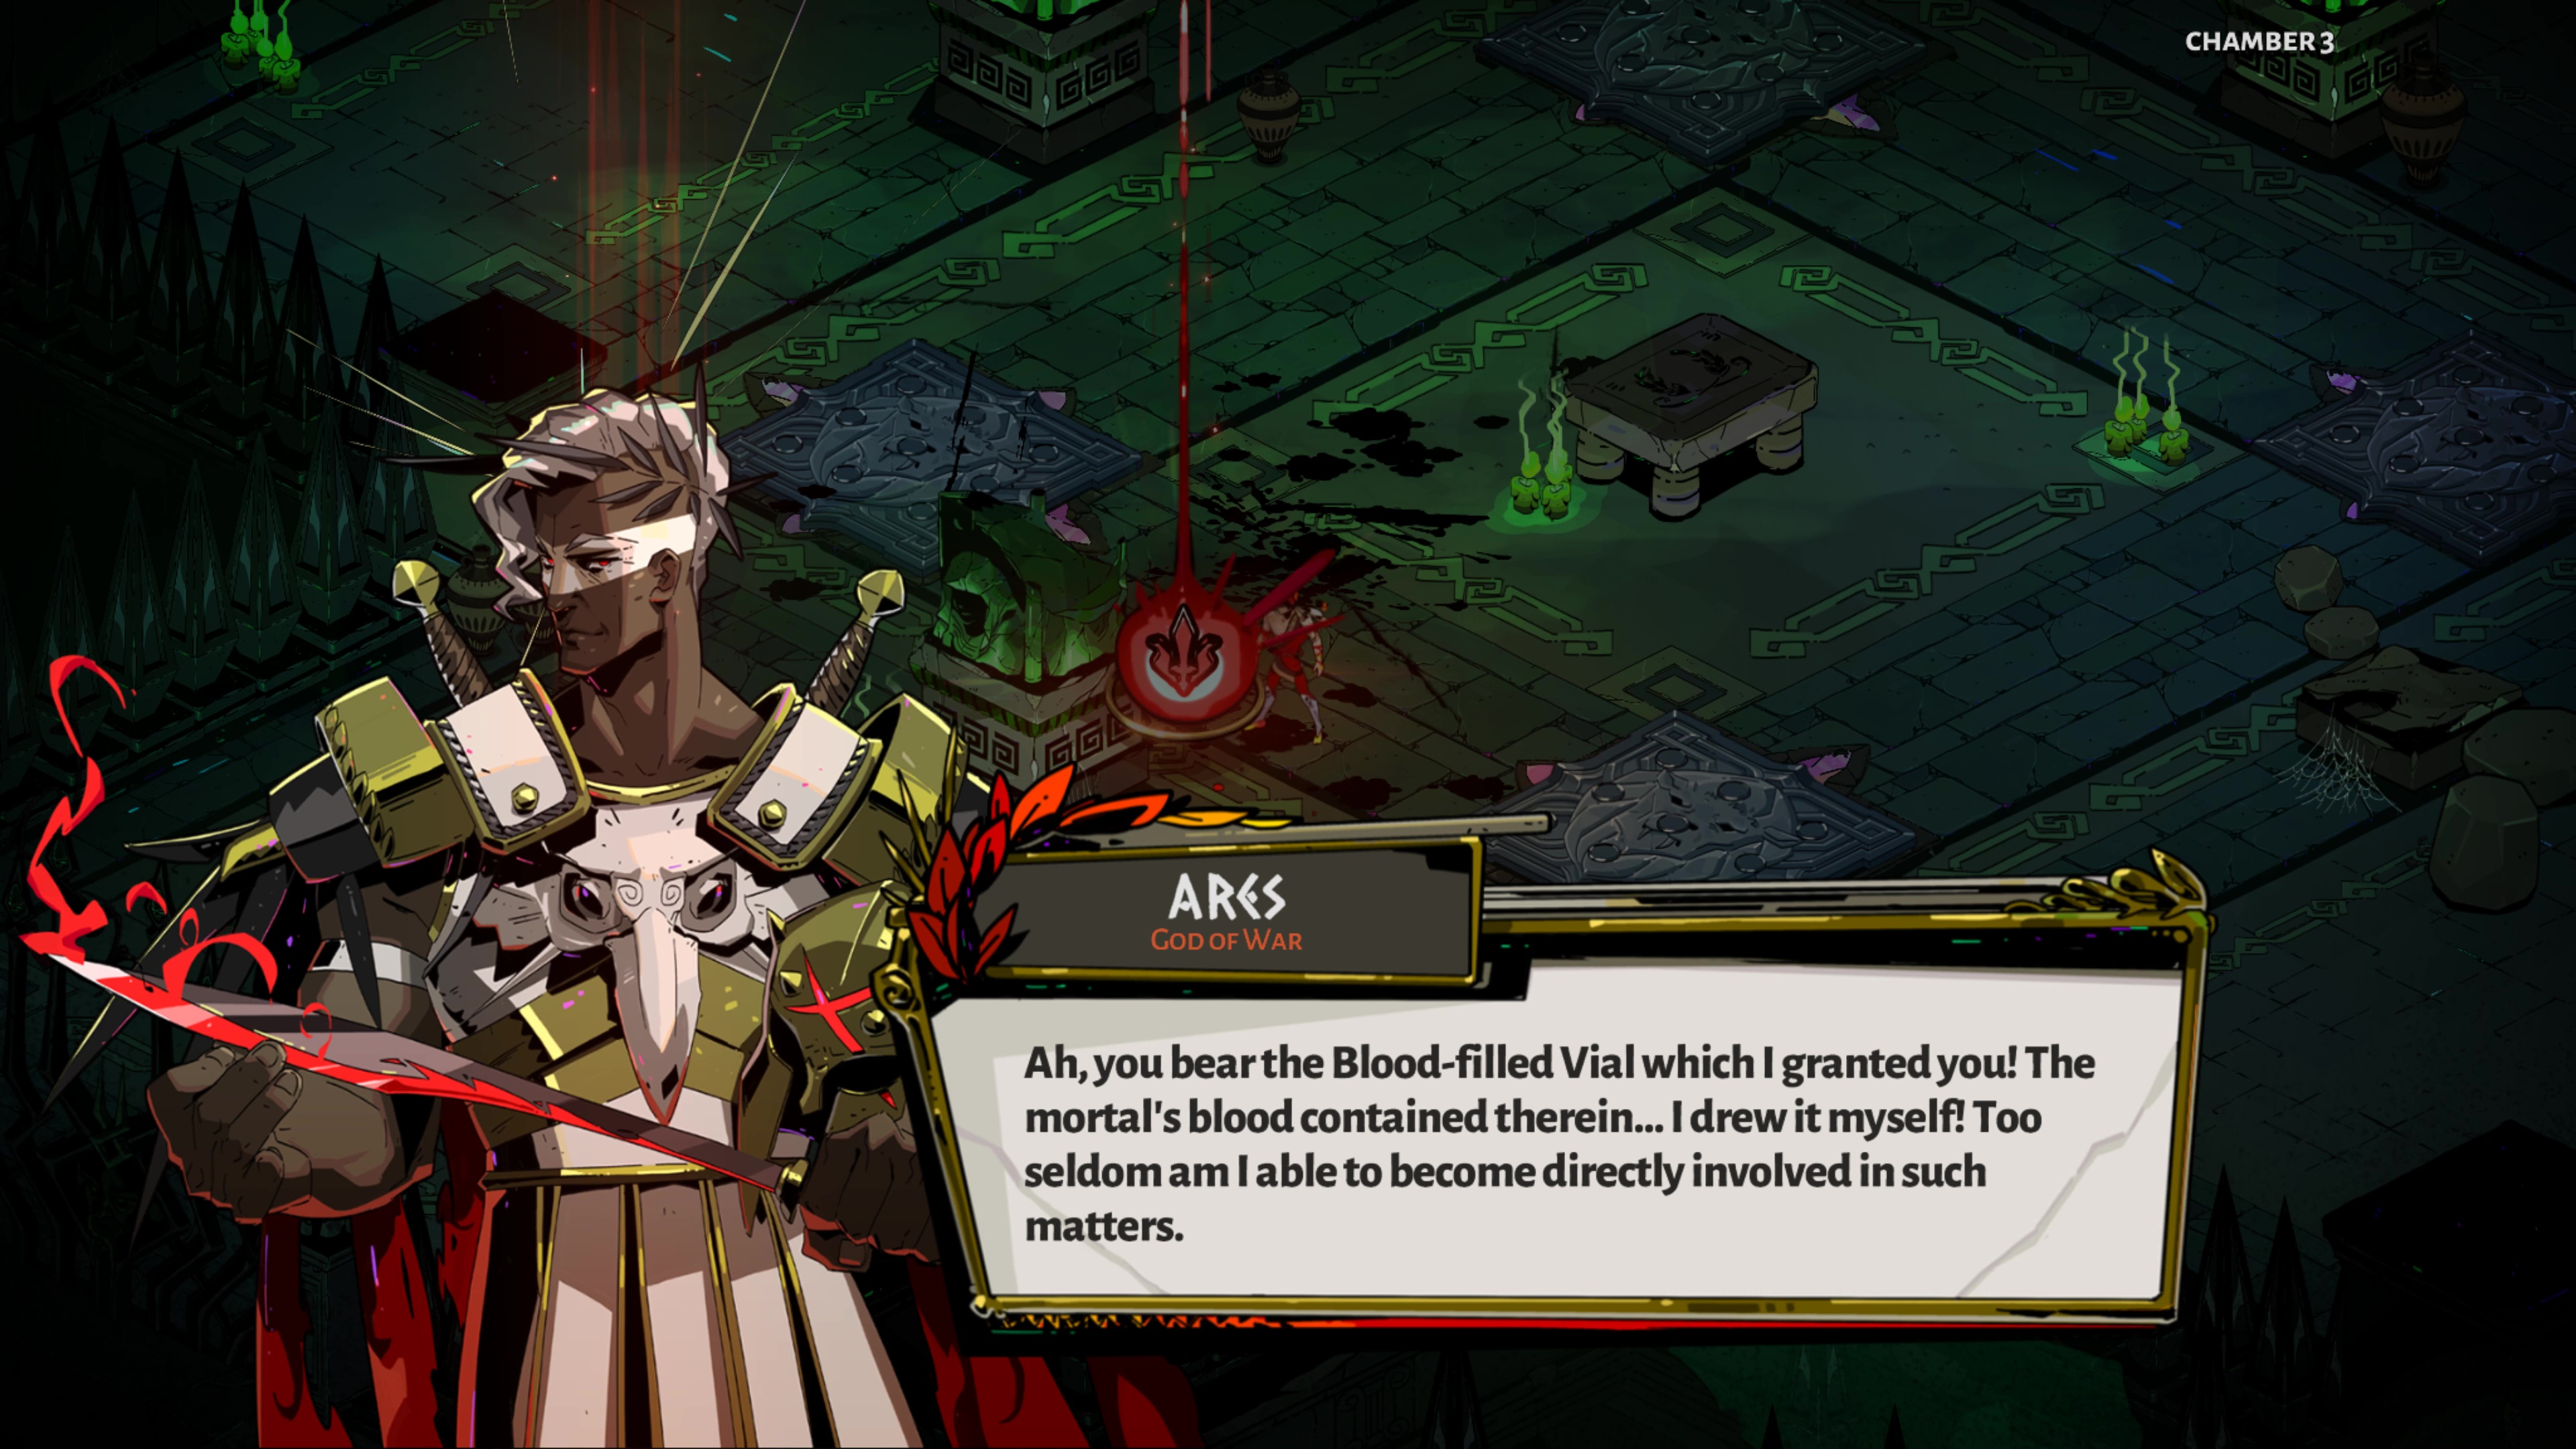 CHAMBER 3
ARES
GOD OF WAR
Ah, you bear the Blood-filled Vial which I granted you! The
mortal's blood contained therein... I drew it myself! Too
seldom am I able to become directly involved in such
matters.